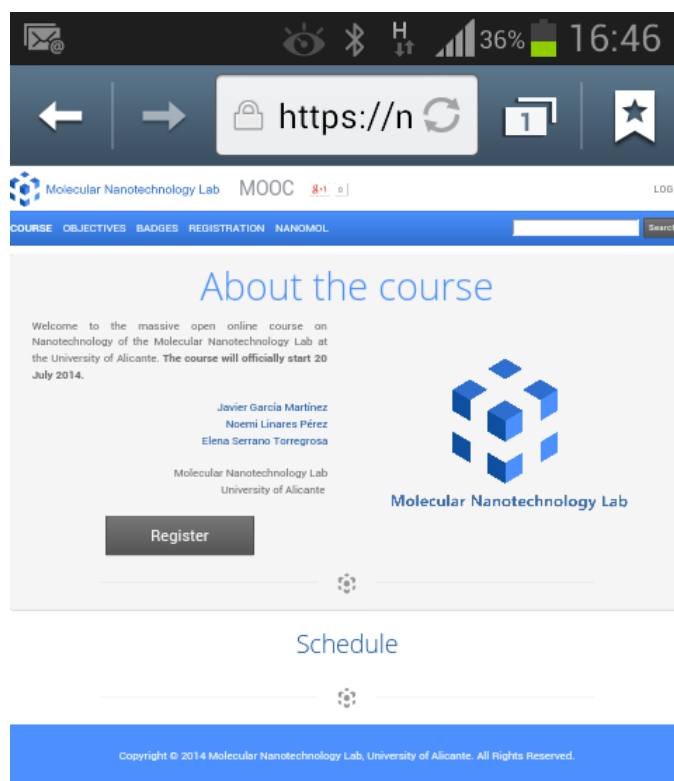 H 36% 16:46
https://n 1
Molecular Nanotechnology Lab MOOC g+1 0 LOG
COURSE OBJECTIVES BADGES REGISTRATION NANOMOL Search
About the course
Welcome to the massive open online course on
Nanotechnology of the Molecular Nanotechnology Lab at
the University of Alicante. The course will officially start 20
July 2014.
Javier García Martínez
Noemi Linares Pérez
Elena Serrano Torregrosa
Molecular Nanotechnology Lab
University of Alicante
Molecular Nanotechnology Lab
Register
Schedule
Copyright © 2014 Molecular Nanotechnology Lab, University of Alicante. All Rights Reserved.